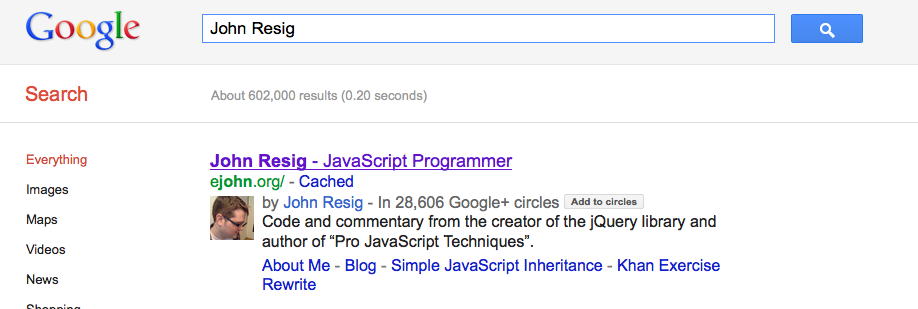 Google
John Resig
Search
About 602,000 results (0.20 seconds)
Everything
Images
Maps
Videos
News
Shopping
John Resig - JavaScript Programmer
ejohn.org/ - Cached
by John Resig - In 28,606 Google+ circles Add to circles
Code and commentary from the creator of the jQuery library and
author of “Pro JavaScript Techniques”.
About Me - Blog - Simple JavaScript Inheritance - Khan Exercise
Rewrite